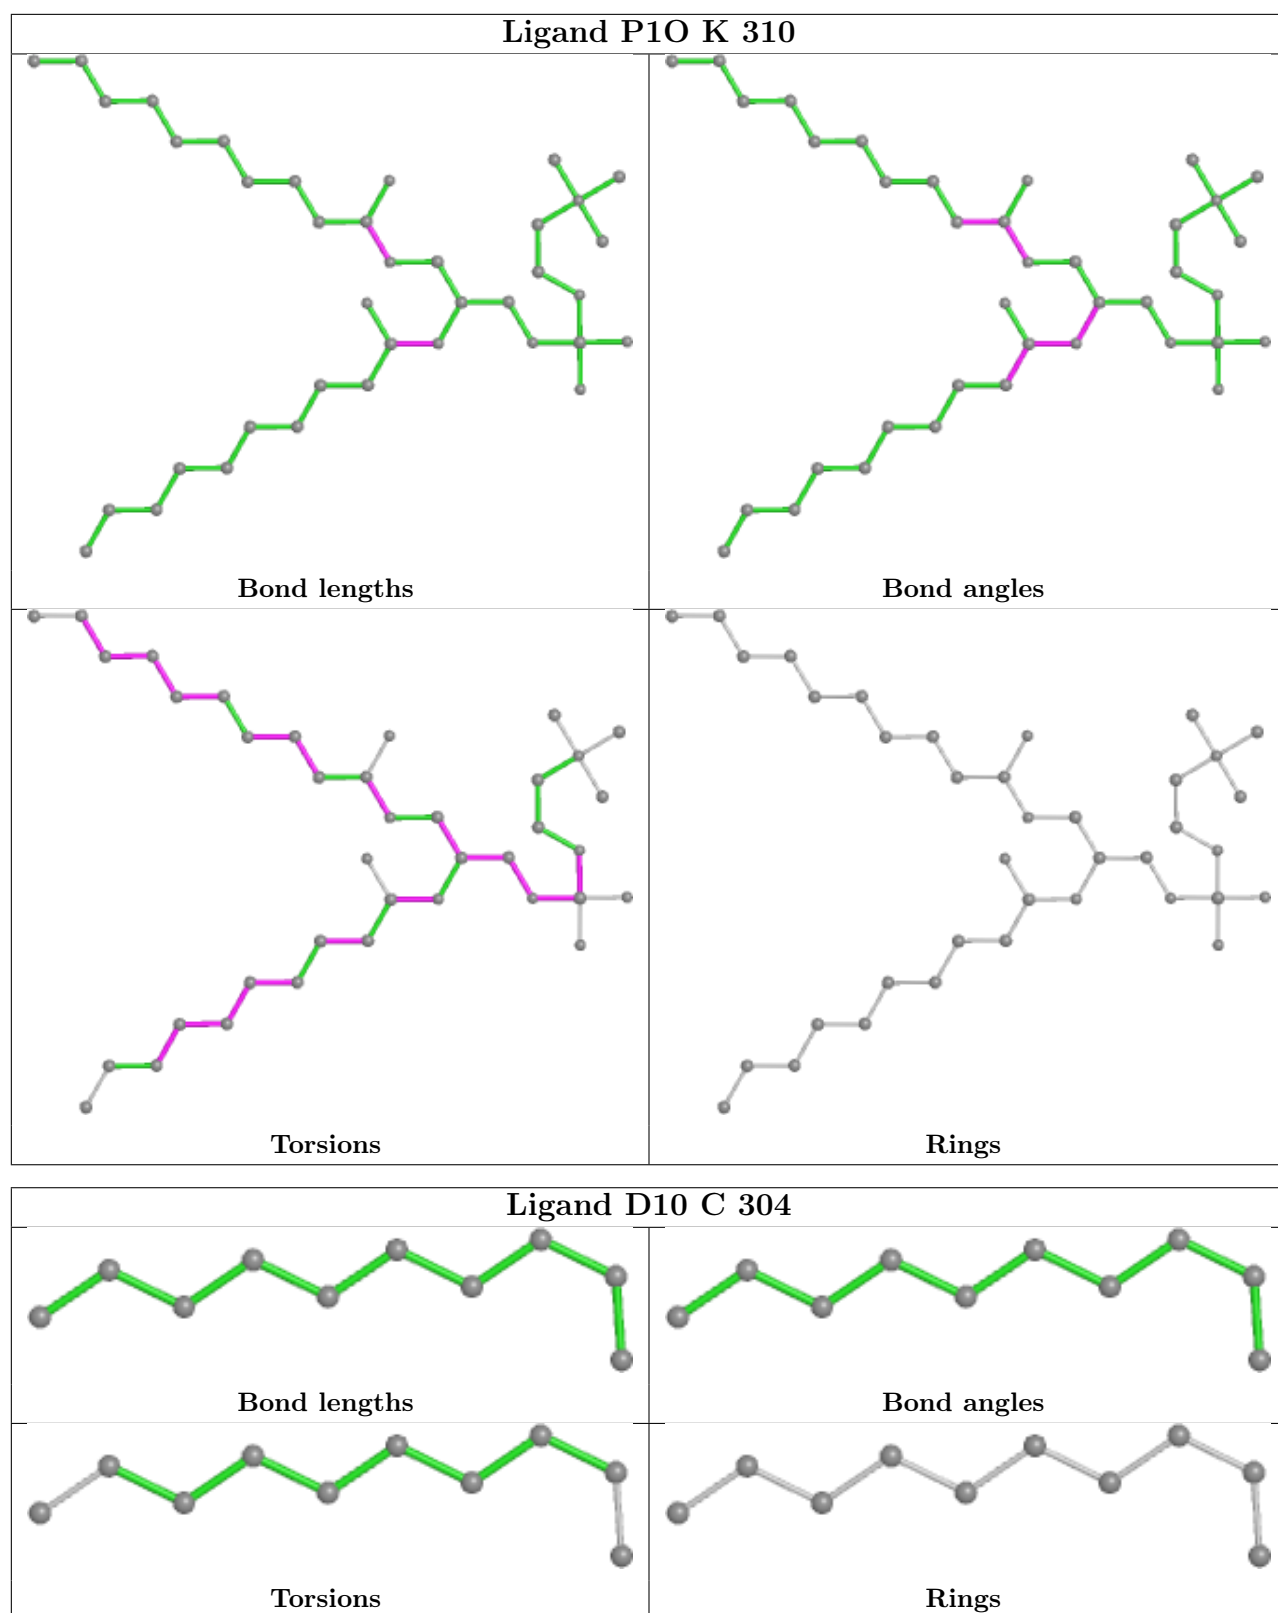 Ligand P1O K 310
Bond lengths
Bond angles
Torsions
Rings
Ligand D10 C 304
Bond lengths
Bond angles
Torsions
Rings